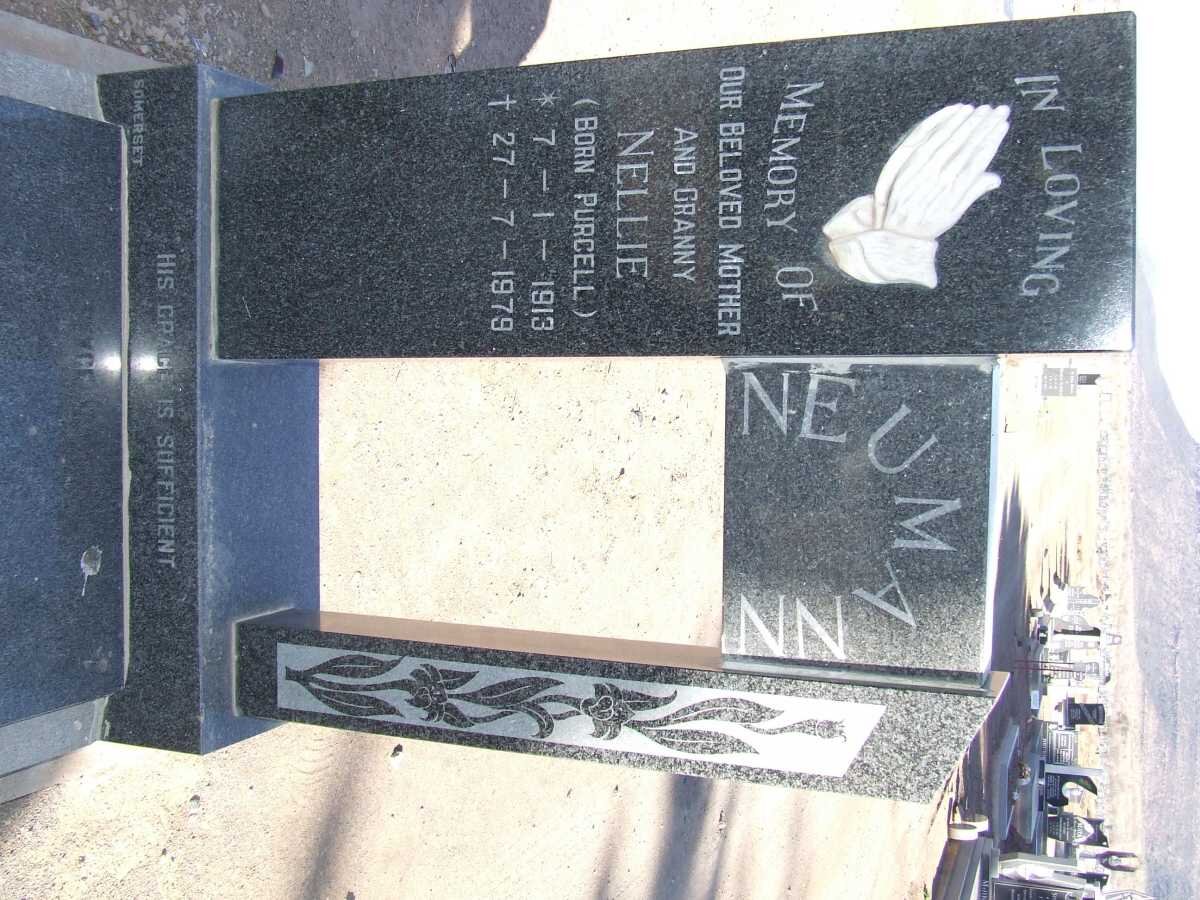 IN LOVING
MEMORY OF
OUR BELOVED MOTHER
AND GRANNY
NELLIE
(BORN PURCELL)
* 7–1–1913
† 27–7–1979
NEUMANN
HIS GRACE IS SUFFICIENT
SOMERSET